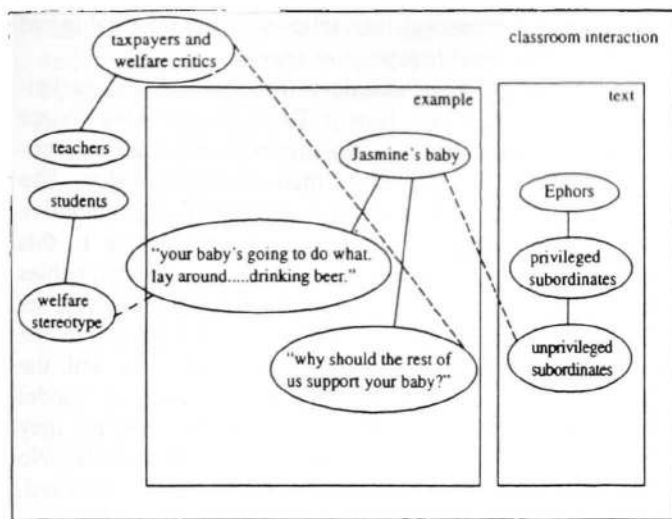 taxpayers and
welfare critics
classroom interaction
example
text
teachers
Jasmine's baby
students
Ephors
"your baby's going to do what.
lay around.....drinking beer."
privileged
subordinates
welfare
stereotype
"why should the rest of
us support your baby?"
unprivileged
subordinates